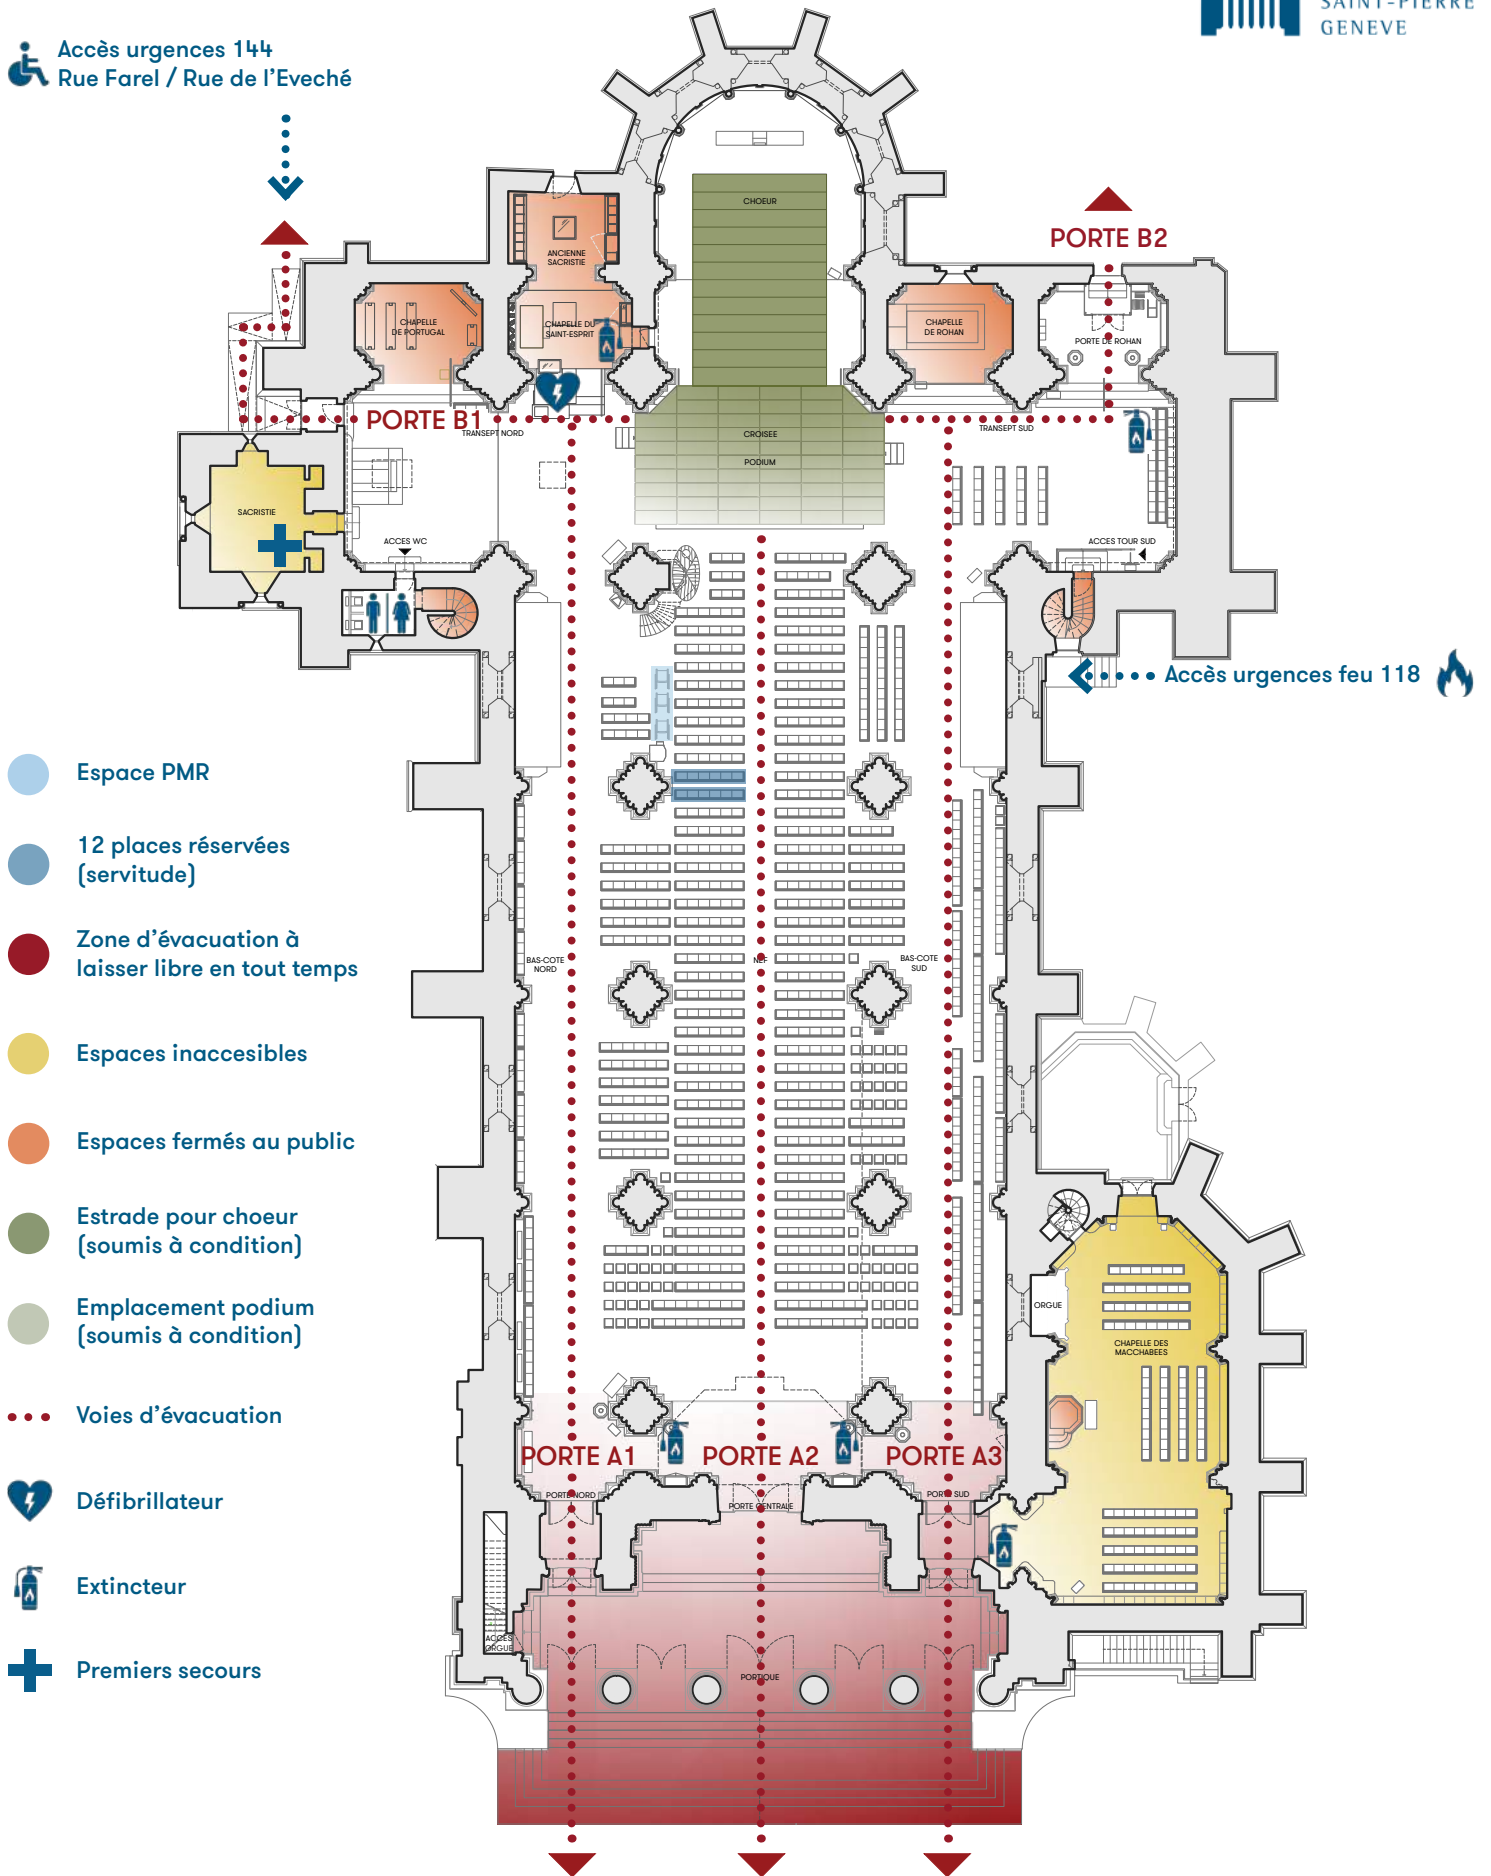 SAINT-PIERRE
GENEVE
Accès urgences 144
Rue Farel / Rue de l'Eveché
CHOEUR
PORTE B2
ANCIENNE
SACRISTIE
CHAPELLE
DE PORTUGAL
CHAPELLE DU
SAINT-ESPRIT
CHAPELLE
DE ROHAN
PORTE DE ROHAN
PORTE B1
TRANSEPT NORD
CROISEE
TRANSEPT SUD
PODIUM
SACRISTIE
ACCES WC
ACCES TOUR SUD
Accès urgences feu 118
Espace PMR
12 places réservées
(servitude)
Zone d'évacuation à
laisser libre en tout temps
BAS-COTE
NORD
NEF
BAS-COTE
SUD
Espaces inaccesibles
Espaces fermés au public
Estrade pour choeur
(soumis à condition)
Emplacement podium
(soumis à condition)
ORGUE
CHAPELLE DES
MACCHABEES
Voies d'évacuation
PORTE A1
PORTE A2
PORTE A3
PORTE NORD
PORTE CENTRALE
PORTE SUD
Défibrillateur
Extincteur
ACCES
ORGUE
Premiers secours
PORTIQUE